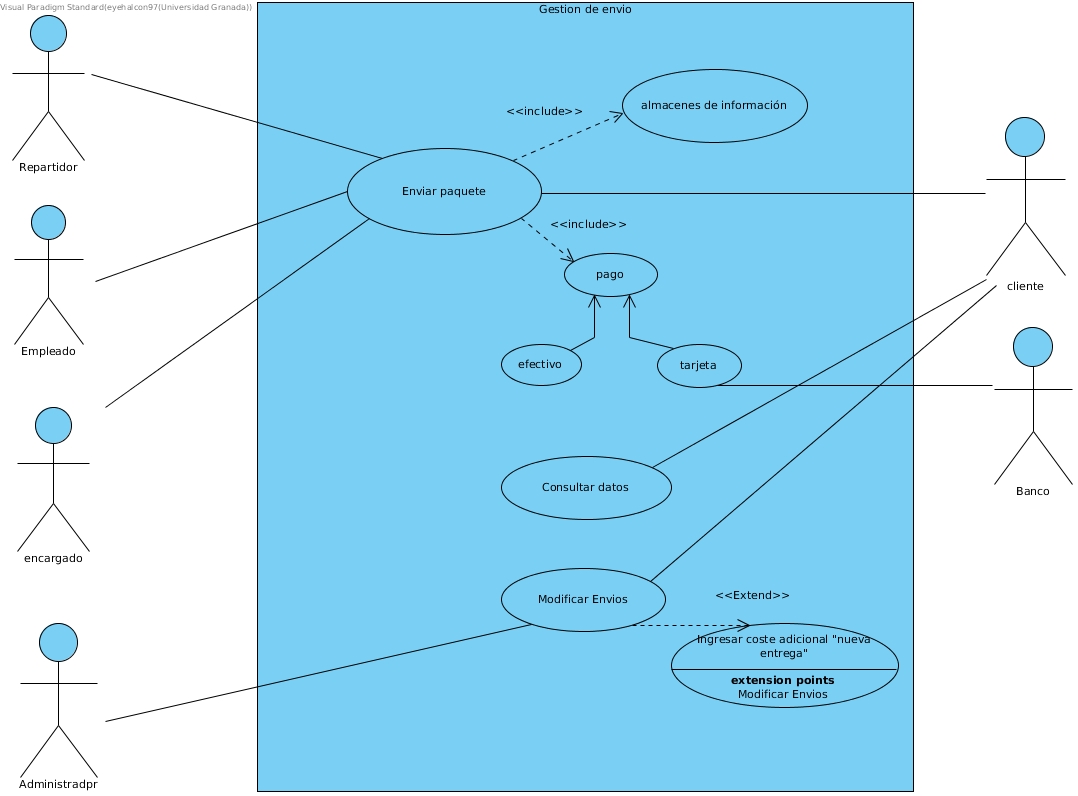 Visual Paradigm Standard(eyehalcon97(Universidad Granada))
Gestion de envio
almacenes de información
<<include>>
Repartidor
Enviar paquete
<<include>>
pago
cliente
Empleado
efectivo
tarjeta
Consultar datos
Banco
encargado
Modificar Envios
<<Extend>>
Ingresar coste adicional "nueva
entrega"
extension points
Modificar Envios
Administradpr